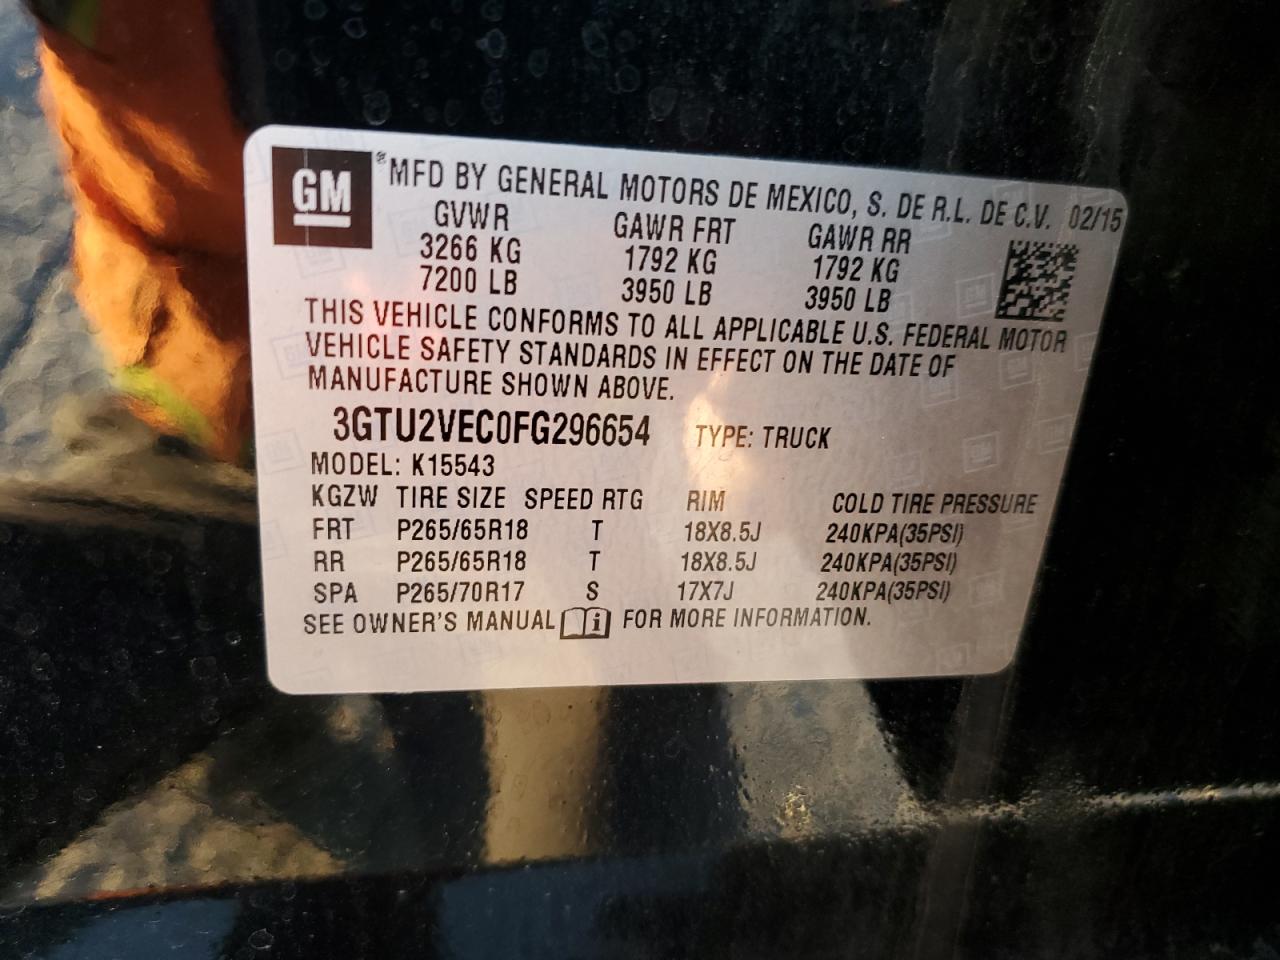 GM ® MFD BY GENERAL MOTORS DE MEXICO, S. DE R.L. DE C.V. 02/15
GVWR GAWR FRT GAWR RR
3266 KG 1792 KG 1792 KG
7200 LB 3950 LB 3950 LB
THIS VEHICLE CONFORMS TO ALL APPLICABLE U.S. FEDERAL MOTOR
VEHICLE SAFETY STANDARDS IN EFFECT ON THE DATE OF
MANUFACTURE SHOWN ABOVE.
3GTU2VEC0FG296654 TYPE: TRUCK
MODEL: K15543
KGZW TIRE SIZE SPEED RTG RIM COLD TIRE PRESSURE
FRT P265/65R18 T 18X8.5J 240KPA(35PSI)
RR P265/65R18 T 18X8.5J 240KPA(35PSI)
SPA P265/70R17 S 17X7J 240KPA(35PSI)
SEE OWNER'S MANUAL i FOR MORE INFORMATION.